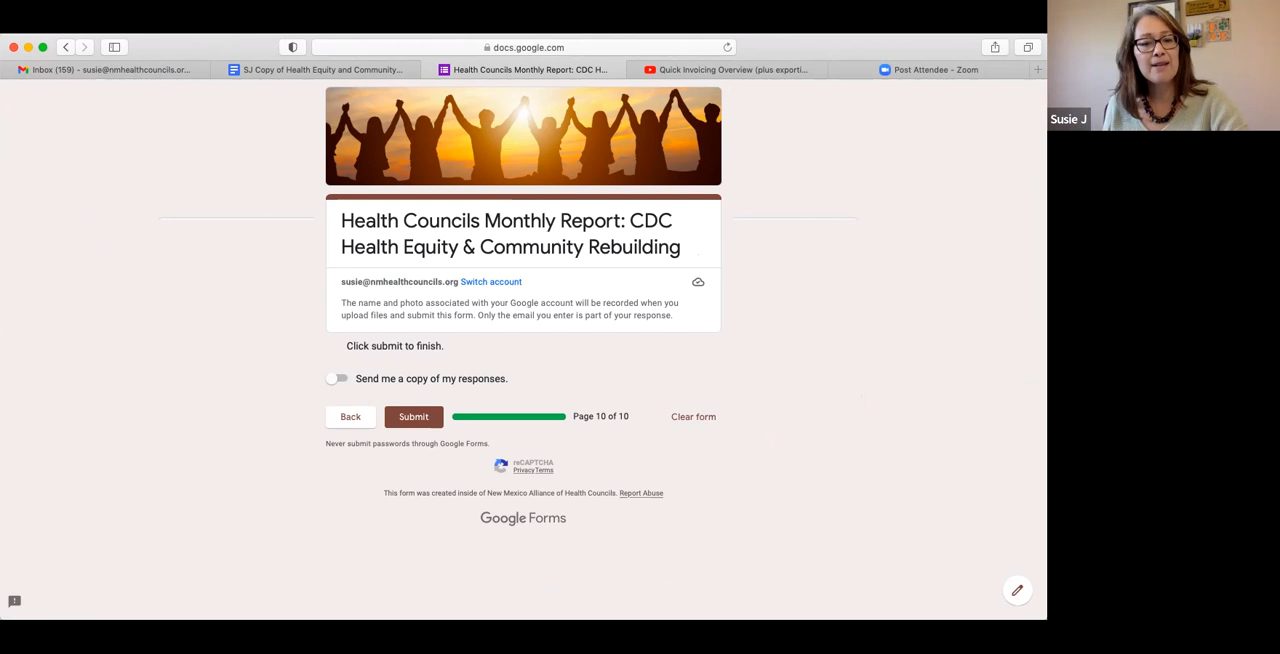 docs.google.com
Inbox (159) - susie@nmhealthcouncils.or...
SJ Copy of Health Equity and Community...
Health Councils Monthly Report: CDC H...
Quick Invoicing Overview (plus exporti...
Post Attendee - Zoom
Susie J
Health Councils Monthly Report: CDC
Health Equity & Community Rebuilding
susie@nmhealthcouncils.org Switch account
The name and photo associated with your Google account will be recorded when you
upload files and submit this form. Only the email you enter is part of your response.
Click submit to finish.
Send me a copy of my responses.
Back
Submit
Page 10 of 10
Clear form
Never submit passwords through Google Forms.
reCAPTCHA
PrivacyTerms
This form was created inside of New Mexico Alliance of Health Councils. Report Abuse
Google Forms